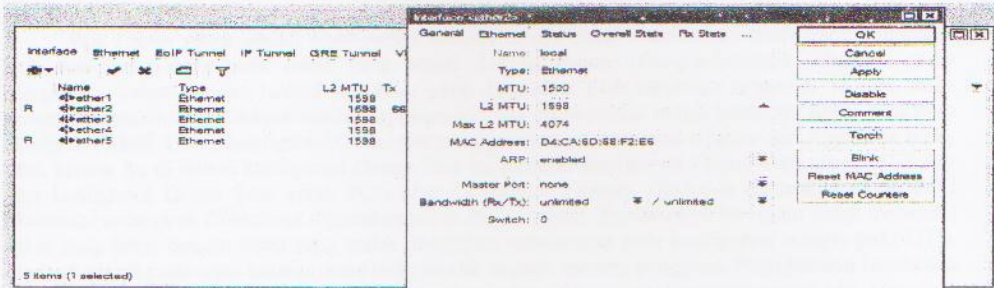 Interface Ethernet EoIP Tunnel IP Tunnel GRE Tunnel
Name Type L2 MTU Tx
ether1 Ethernet 1598
R ether2 Ethernet 1598
ether3 Ethernet 1598
ether4 Ethernet 1598
R ether5 Ethernet 1598
5 items (1 selected)
Interface <ether2>
General Ethernet Status Overall Stats Rx Stats ...
Name: local
Type: Ethernet
MTU: 1500
L2 MTU: 1598
Max L2 MTU: 4074
MAC Address: D4:CA:6D:68:F2:E6
ARP: enabled
Master Port: none
Bandwidth (Rx/Tx): unlimited / unlimited
Switch: 0
OK
Cancel
Apply
Disable
Comment
Torch
Blink
Reset MAC Address
Reset Counters